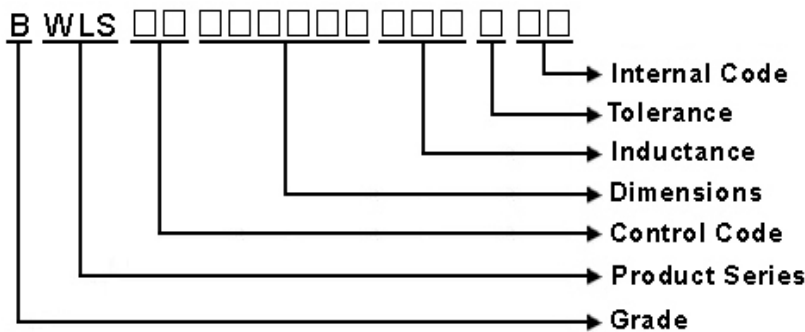 B WLS □□ □□□□□□ □□□ □ □□
Internal Code
Tolerance
Inductance
Dimensions
Control Code
Product Series
Grade